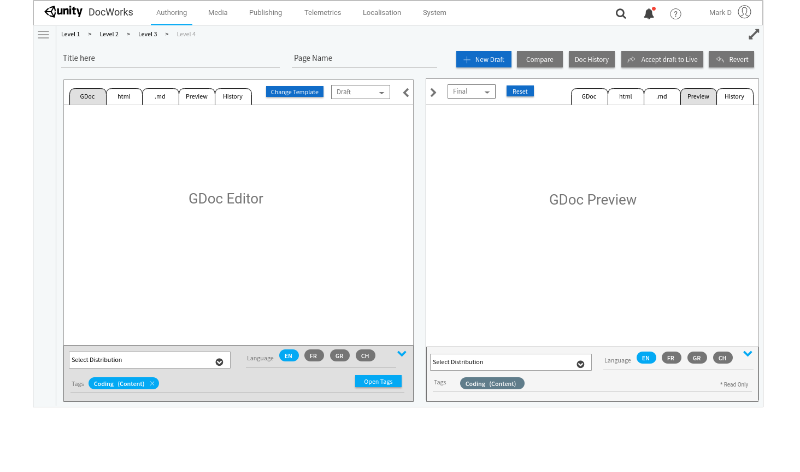 unity DocWorks Authoring Media Publishing Telemetrics Localisation System Mark D
Level 1 > Level 2 > Level 3 > Level 4
Title here Page Name Now Draft Compare Doc History Accept draft to Live Revert
GDoc html .md Preview History Change Template Draft
Final Reset GDoc html .md Preview History
GDoc Editor
GDoc Preview
Select Distribution Language EN FR GR CH
Tags Coding (Content) × Open Tags
Select Distribution Language EN FR GR CH
Tags Coding (Content) * Read Only